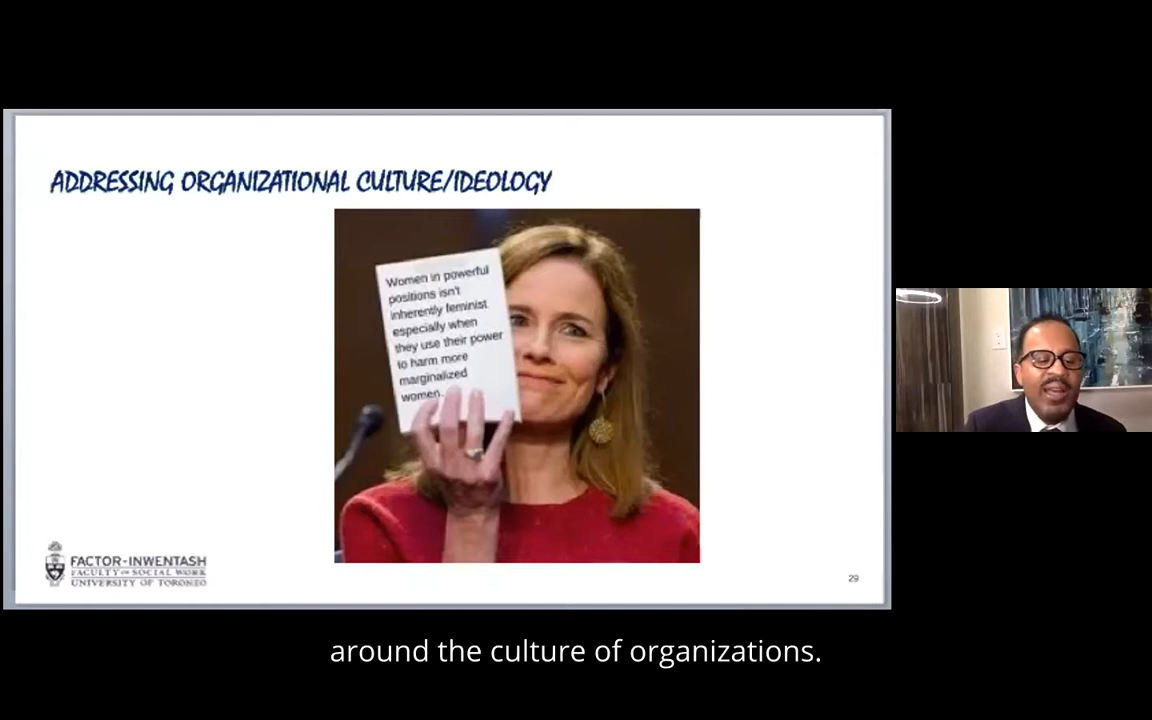 ADDRESSING ORGANIZATIONAL CULTURE/IDEOLOGY
Women in powerful
positions isn't
inherently feminist
especially when
they use their power
to harm more
marginalized
women.
FACTOR-INWENTASH
FACULTY OF SOCIAL WORK
UNIVERSITY OF TORONTO
29
around the culture of organizations.